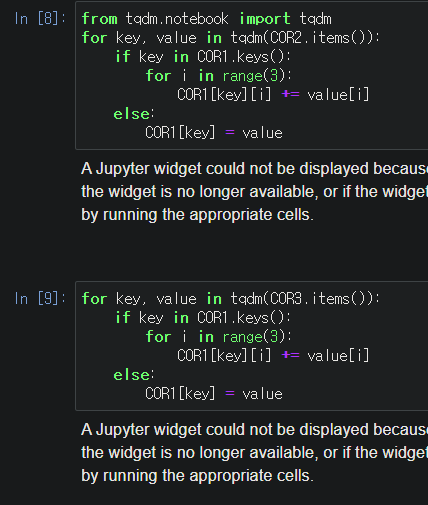 In [8]:
from tqdm.notebook import tqdm
for key, value in tqdm(COR2.items()):
    if key in COR1.keys():
        for i in range(3):
            COR1[key][i] += value[i]
    else:
        COR1[key] = value
A Jupyter widget could not be displayed becaus
the widget is no longer available, or if the widget
by running the appropriate cells.
In [9]:
for key, value in tqdm(COR3.items()):
    if key in COR1.keys():
        for i in range(3):
            COR1[key][i] += value[i]
    else:
        COR1[key] = value
A Jupyter widget could not be displayed becaus
the widget is no longer available, or if the widget
by running the appropriate cells.